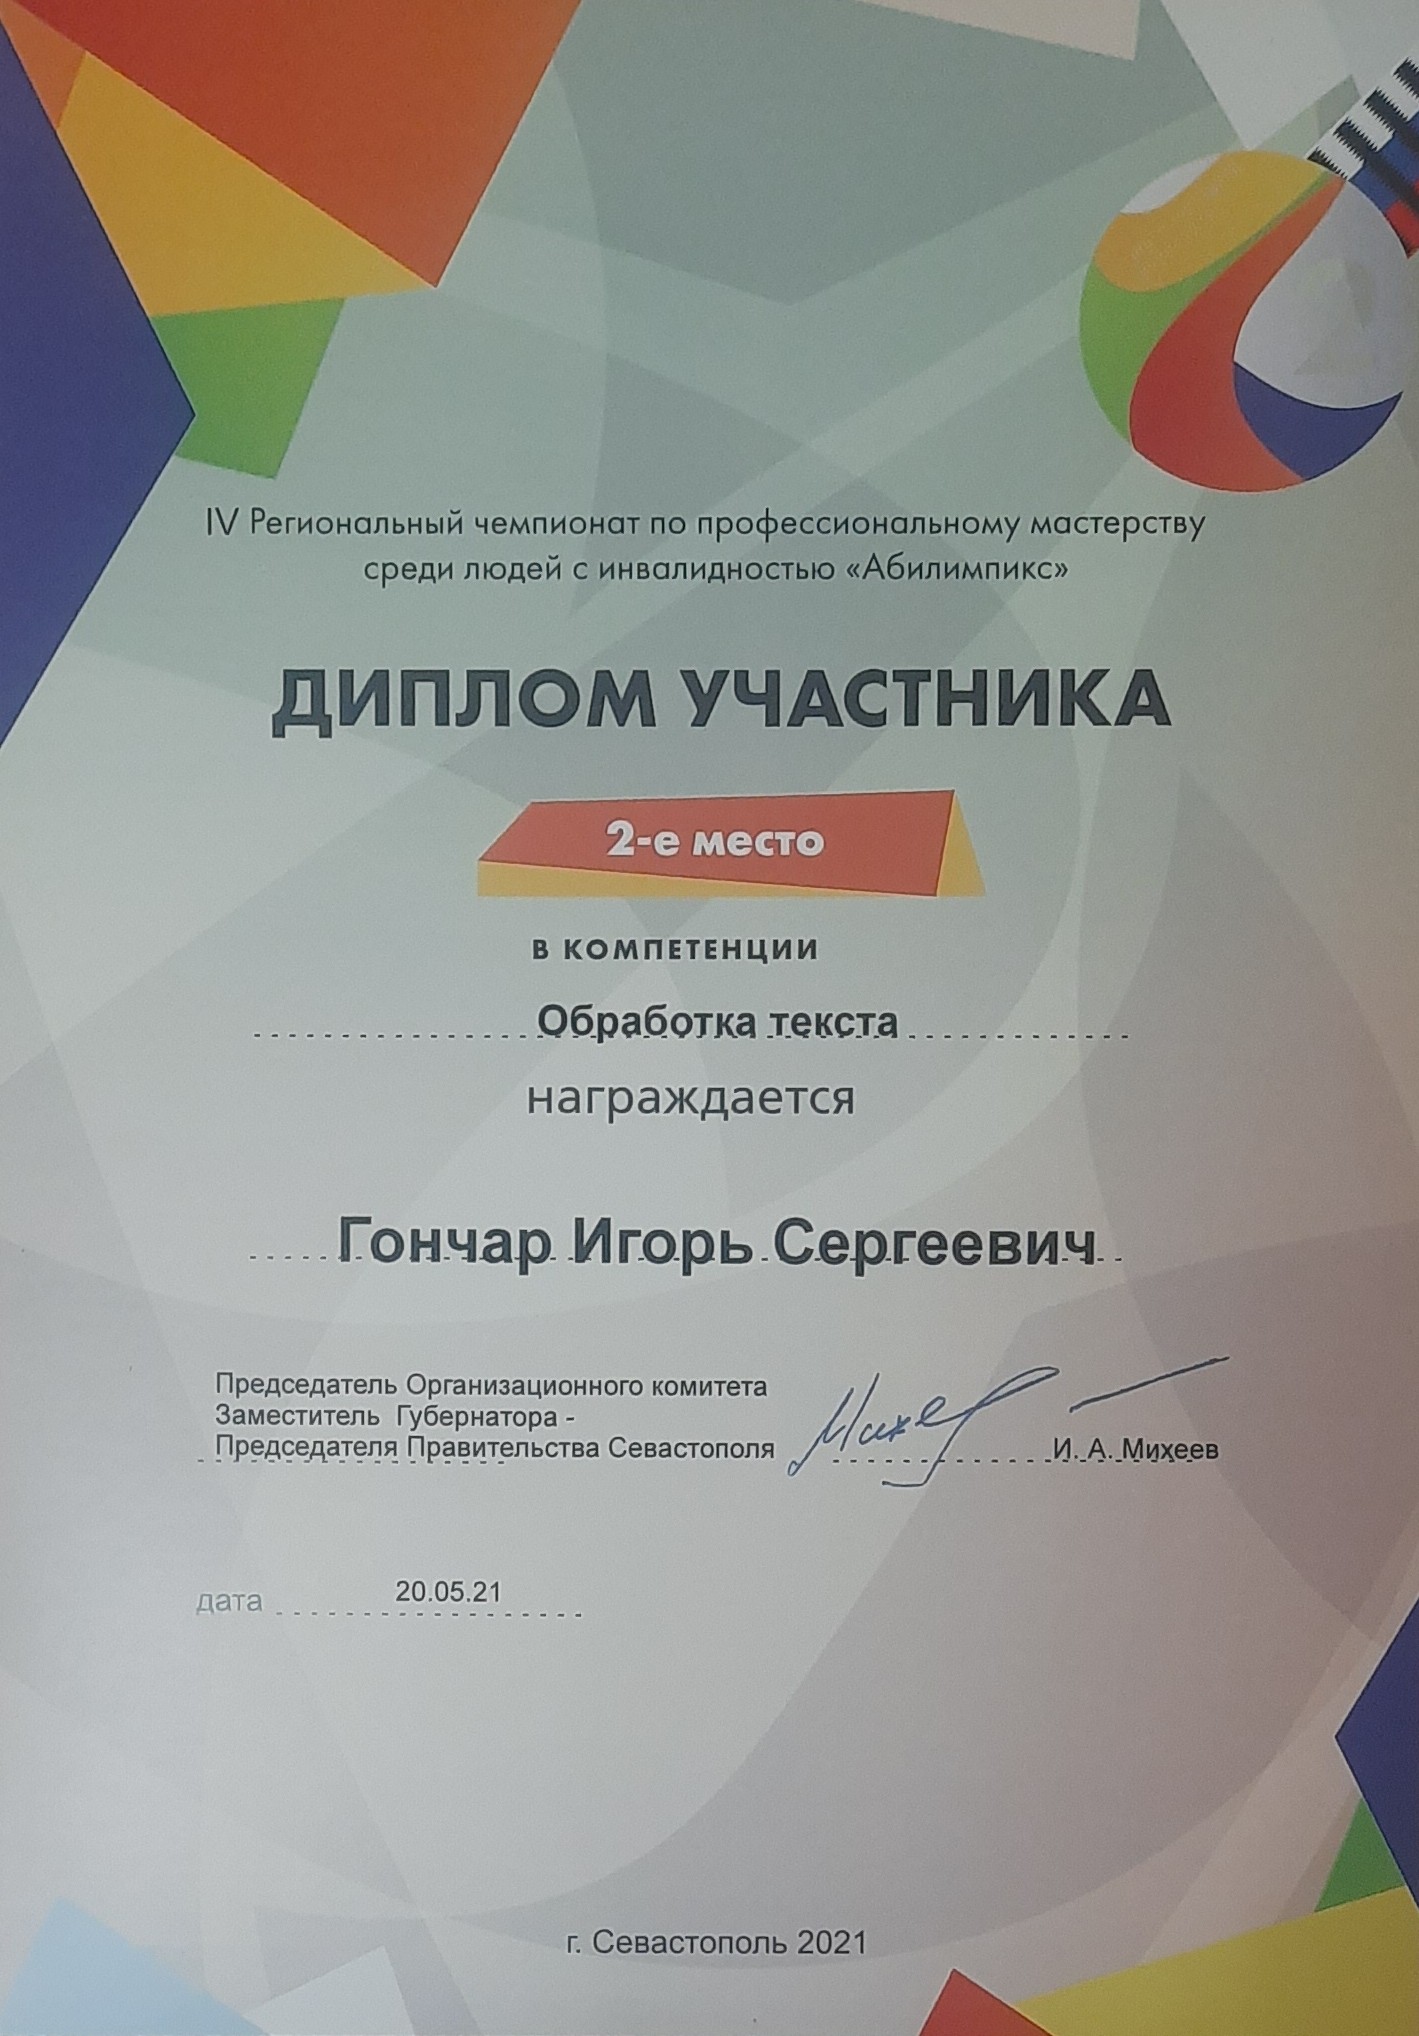 IV Региональный чемпионат по профессиональному мастерству
среди людей с инвалидностью «Абилимпикс»
ДИПЛОМ УЧАСТНИКА
2-е место
В КОМПЕТЕНЦИИ
Обработка текста
награждается
Гончар Игорь Сергеевич
Председатель Организационного комитета
Заместитель Губернатора -
Председателя Правительства Севастополя И. А. Михеев
дата 20.05.21
г. Севастополь 2021